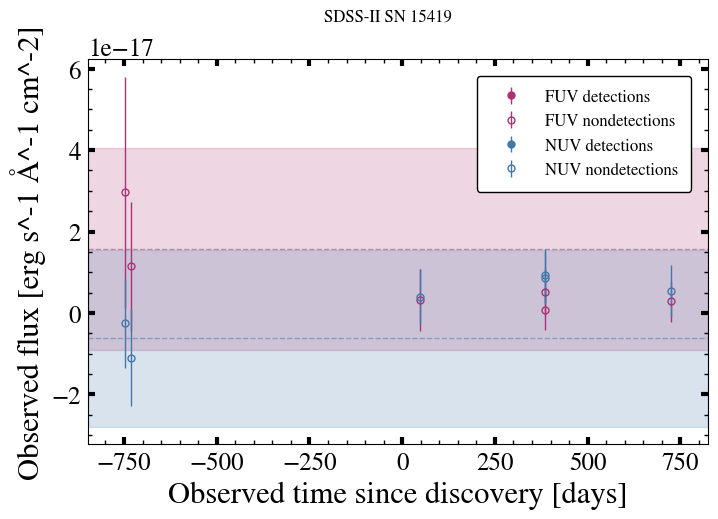 SDSS-II SN 15419
1e−17
Observed flux [erg s^-1 Å^-1 cm^-2]
6
4
2
0
−2
FUV detections
FUV nondetections
NUV detections
NUV nondetections
−750 −500 −250 0 250 500 750
Observed time since discovery [days]